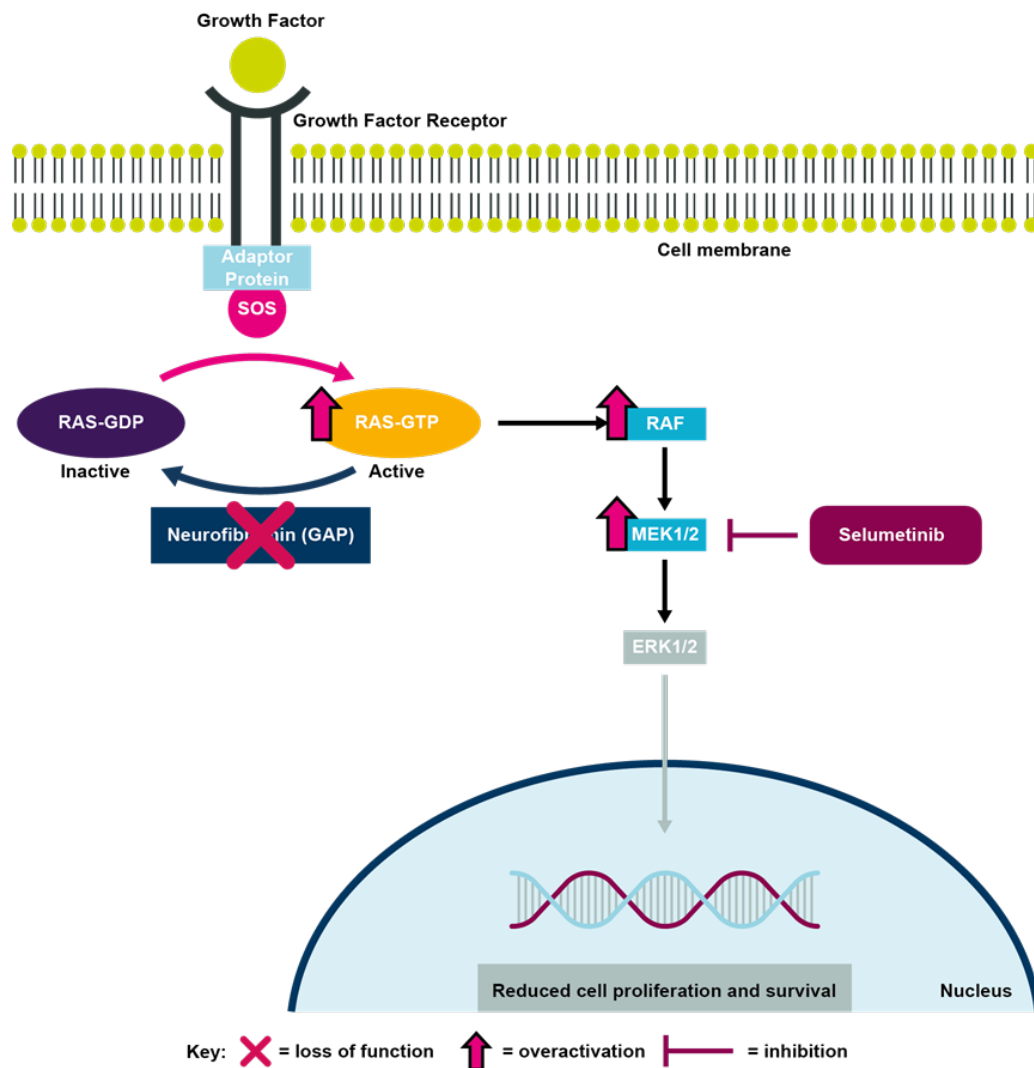 Growth Factor
Growth Factor Receptor
Cell membrane
Adaptor
Protein
SOS
RAS-GDP
RAS-GTP
RAF
Inactive
Active
Neurofibromin (GAP)
MEK1/2
Selumetinib
ERK1/2
Reduced cell proliferation and survival
Nucleus
Key: = loss of function = overactivation = inhibition